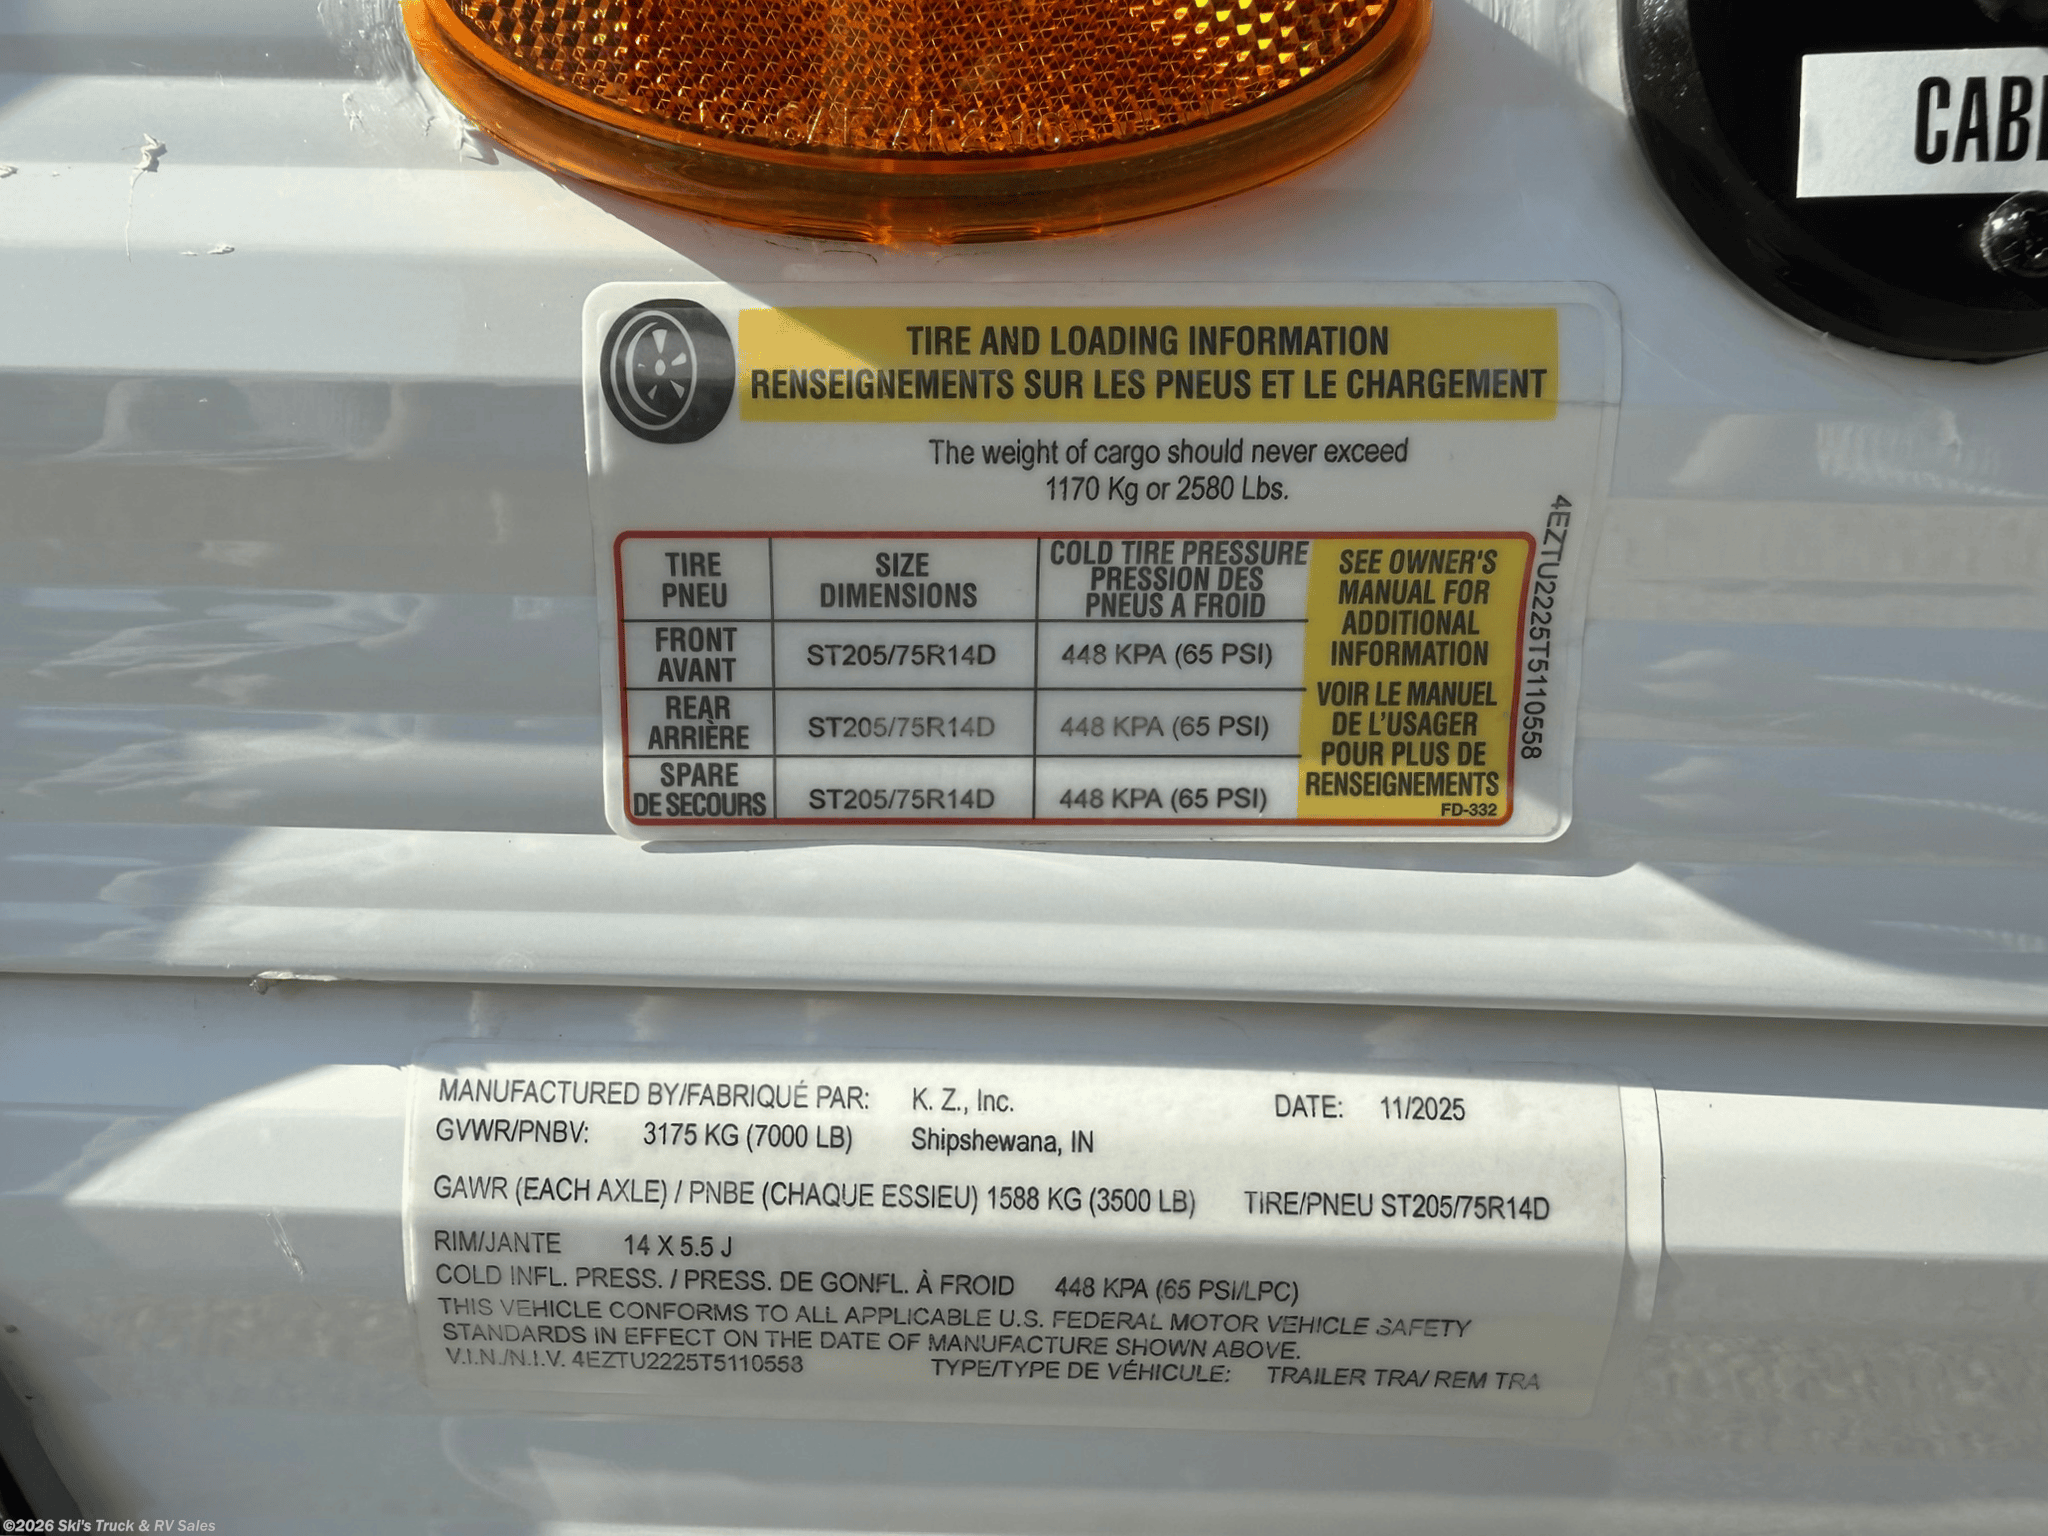 CABL
TIRE AND LOADING INFORMATION
RENSEIGNEMENTS SUR LES PNEUS ET LE CHARGEMENT
The weight of cargo should never exceed
1170 Kg or 2580 Lbs.
TIRE
PNEU
SIZE
DIMENSIONS
COLD TIRE PRESSURE
PRESSION DES
PNEUS A FROID
FRONT
AVANT
ST205/75R14D
448 KPA (65 PSI)
REAR
ARRIÈRE
ST205/75R14D
448 KPA (65 PSI)
SPARE
DE SECOURS
ST205/75R14D
448 KPA (65 PSI)
SEE OWNER'S
MANUAL FOR
ADDITIONAL
INFORMATION
VOIR LE MANUEL
DE L'USAGER
POUR PLUS DE
RENSEIGNEMENTS
FD-332
4EZTU2225T5110558
MANUFACTURED BY/FABRIQUÉ PAR: K. Z., Inc. DATE: 11/2025
GVWR/PNBV: 3175 KG (7000 LB) Shipshewana, IN
GAWR (EACH AXLE) / PNBE (CHAQUE ESSIEU) 1588 KG (3500 LB) TIRE/PNEU ST205/75R14D
RIM/JANTE 14 X 5.5 J
COLD INFL. PRESS. / PRESS. DE GONFL. À FROID 448 KPA (65 PSI/LPC)
THIS VEHICLE CONFORMS TO ALL APPLICABLE U.S. FEDERAL MOTOR VEHICLE SAFETY
STANDARDS IN EFFECT ON THE DATE OF MANUFACTURE SHOWN ABOVE.
V.I.N./N.I.V. 4EZTU2225T5110558 TYPE/TYPE DE VÉHICULE: TRAILER TRA/ REM TRA
©2026 Ski's Truck & RV Sales